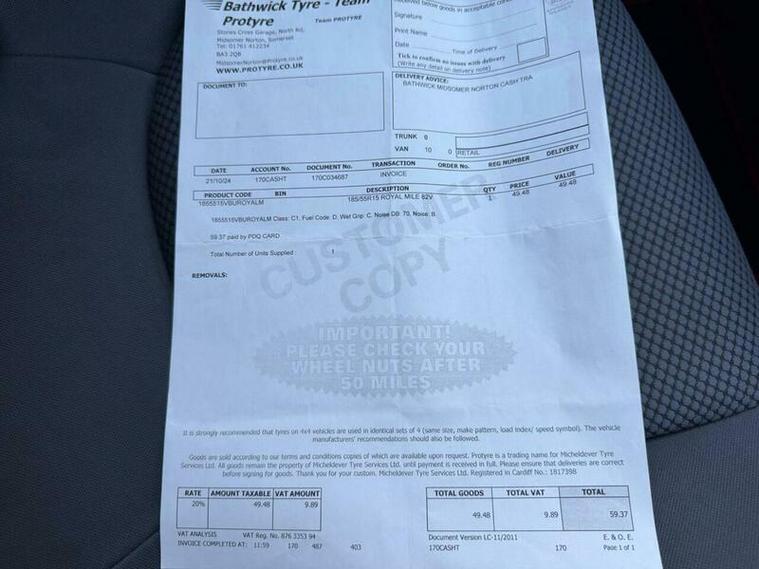 Bathwick Tyre - Team
Protyre Team PROTYRE
Stones Cross Garage, North Rd,
Midsomer Norton, Somerset
Tel: 01761 412234
BA3 2QB
MidsomerNorton@protyre.co.uk
WWW.PROTYRE.CO.UK
received before goods in acceptable
Signature
Print Name
Date Time of Delivery
Tick to confirm no issues with delivery
(Write any detail on delivery note)
DOCUMENT TO:
DELIVERY ADVICE:
BATHWICK MIDSOMER NORTON CASH TRA
TRUNK 0
VAN 10 0 RETAIL
DATE ACCOUNT No. DOCUMENT No. TRANSACTION ORDER No. REG NUMBER DELIVERY
21/10/24 170CASHT 170C034687 INVOICE
PRODUCT CODE BIN DESCRIPTION QTY PRICE VALUE
1855515VBUROYALM 185/55R15 ROYAL MILE 82V 1 49.48 49.48
1855515VBUROYALM Class: C1, Fuel Code: D, Wet Grip: C, Noise DB: 70, Noise: B
59.37 paid by PDQ CARD
Total Number of Units Supplied : 1
CUSTOMER
COPY
REMOVALS:
IMPORTANT!
PLEASE CHECK YOUR
WHEEL NUTS AFTER
50 MILES
It is strongly recommended that tyres on 4x4 vehicles are used in identical sets of 4 (same size, make pattern, load index/ speed symbol). The vehicle
manufacturers' recommendations should also be followed.
Goods are sold according to our terms and conditions copies of which are available upon request. Protyre is a trading name for Micheldever Tyre
Services Ltd. All goods remain the property of Micheldever Tyre Services Ltd. until payment is received in full. Please ensure that deliveries are correct
before signing for goods. Thank you for your custom. Micheldever Tyre Services Ltd. Registered in Cardiff No.: 1817398
RATE AMOUNT TAXABLE VAT AMOUNT
20% 49.48 9.89
TOTAL GOODS TOTAL VAT TOTAL
49.48 9.89 59.37
VAT ANALYSIS VAT Reg. No. 876 3353 94
INVOICE COMPLETED AT: 11:59 170 487 403
Document Version LC-11/2011 E. & O. E.
170CASHT 170 Page 1 of 1